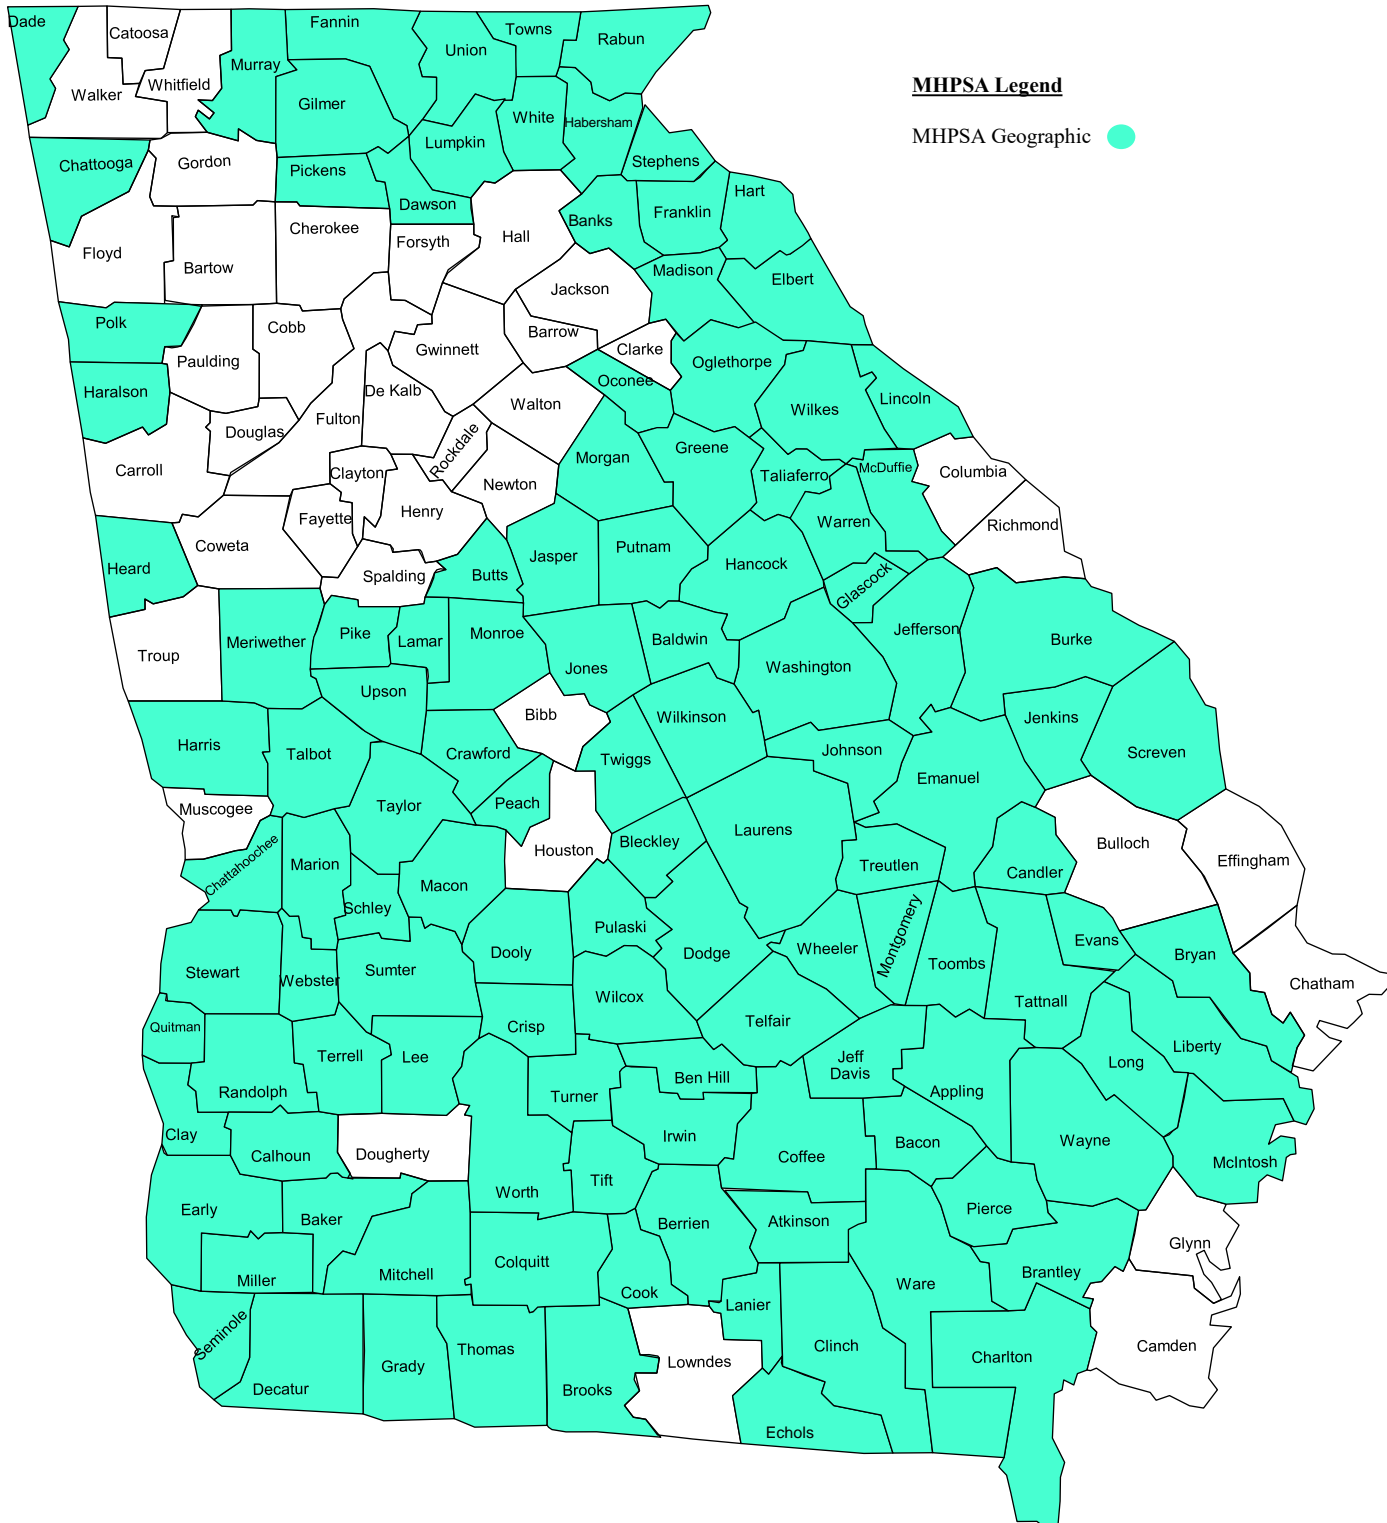 Dade
Catoosa
Fannin
Towns
Union
Rabun
Walker
Whitfield
Murray
Gilmer
White
Habersham
MHPSA Legend
MHPSA Geographic
Chattooga
Gordon
Pickens
Lumpkin
Stephens
Dawson
Banks
Franklin
Hart
Floyd
Bartow
Cherokee
Forsyth
Hall
Jackson
Madison
Elbert
Polk
Paulding
Cobb
Gwinnett
Barrow
Clarke
Oglethorpe
Haralson
Douglas
Fulton
De Kalb
Rockdale
Walton
Oconee
Wilkes
Lincoln
Carroll
Clayton
Henry
Newton
Morgan
Greene
Taliaferro
McDuffie
Columbia
Richmond
Coweta
Fayette
Spalding
Butts
Jasper
Putnam
Hancock
Warren
Glascock
Heard
Troup
Meriwether
Pike
Lamar
Monroe
Jones
Baldwin
Washington
Jefferson
Burke
Upson
Bibb
Wilkinson
Jenkins
Screven
Harris
Talbot
Crawford
Twiggs
Johnson
Emanuel
Muscogee
Taylor
Peach
Houston
Bleckley
Laurens
Treutlen
Candler
Bulloch
Effingham
Chattahoochee
Marion
Schley
Macon
Pulaski
Dodge
Wheeler
Montgomery
Toombs
Evans
Bryan
Chatham
Stewart
Webster
Sumter
Dooly
Wilcox
Telfair
Tattnall
Quitman
Randolph
Terrell
Lee
Crisp
Turner
Ben Hill
Jeff
Davis
Appling
Long
Liberty
Clay
Calhoun
Dougherty
Worth
Tift
Irwin
Coffee
Bacon
Wayne
McIntosh
Early
Baker
Miller
Mitchell
Colquitt
Cook
Berrien
Atkinson
Pierce
Ware
Brantley
Glynn
Seminole
Decatur
Grady
Thomas
Brooks
Lowndes
Lanier
Clinch
Echols
Charlton
Camden